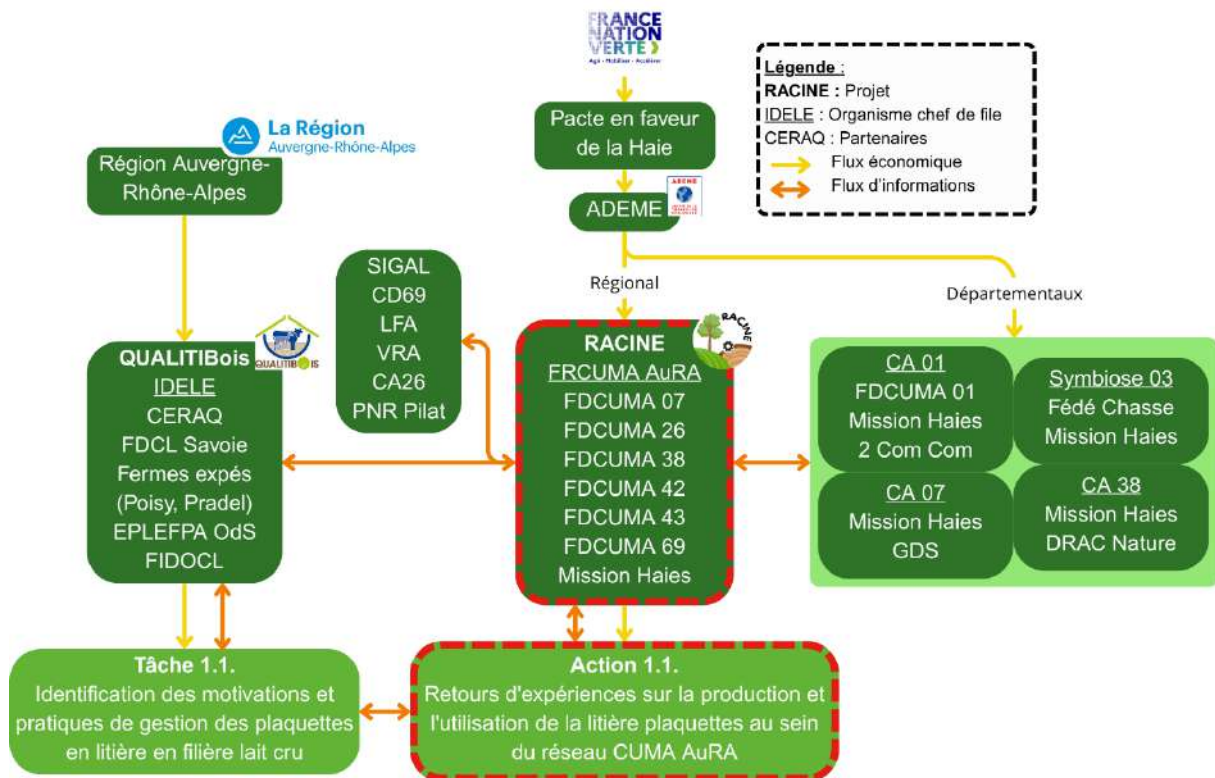 FRANCE
NATION
VERTE
Agir • Mobiliser • Accélérer
Légende :
RACINE : Projet
IDELE : Organisme chef de file
CERAQ : Partenaires
Flux économique
Flux d'informations
La Région
Auvergne-Rhône-Alpes
Région Auvergne-
Rhône-Alpes
Pacte en faveur
de la Haie
ADEME
ADEME
Régional
Départementaux
SIGAL
CD69
LFA
VRA
CA26
PNR Pilat
QUALITIBOIS
QUALITIBois
IDELE
CERAQ
FDCL Savoie
Fermes expés
(Poisy, Pradel)
EPLEFPA OdS
FIDOCL
RACINE
RACINE
FRCUMA AuRA
FDCUMA 07
FDCUMA 26
FDCUMA 38
FDCUMA 42
FDCUMA 43
FDCUMA 69
Mission Haies
CA 01
FDCUMA 01
Mission Haies
2 Com Com
Symbiose 03
Fédé Chasse
Mission Haies
CA 07
Mission Haies
GDS
CA 38
Mission Haies
DRAC Nature
Tâche 1.1.
Identification des motivations et
pratiques de gestion des plaquettes
en litière en filière lait cru
Action 1.1.
Retours d'expériences sur la production et
l'utilisation de la litière plaquettes au sein
du réseau CUMA AuRA